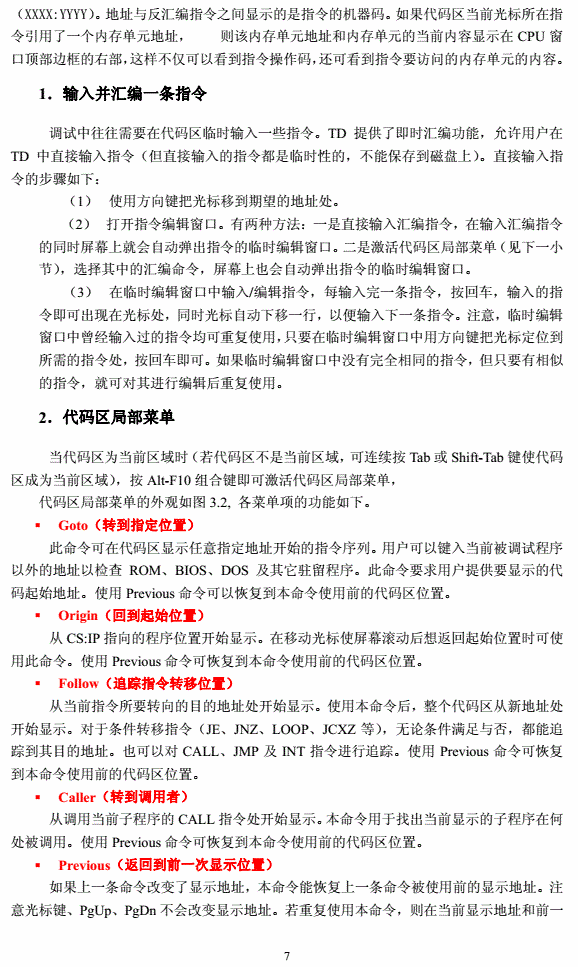 （XXXX:YYYY）。地址与反汇编指令之间显示的是指令的机器码。如果代码区当前光标所在指
令引用了一个内存单元地址， 则该内存单元地址和内存单元的当前内容显示在 CPU 窗
口顶部边框的右部，这样不仅可以看到指令操作码，还可看到指令要访问的内存单元的内容。
1．输入并汇编一条指令
调试中往往需要在代码区临时输入一些指令。TD 提供了即时汇编功能，允许用户在
TD 中直接输入指令（但直接输入的指令都是临时性的，不能保存到磁盘上）。直接输入指
令的步骤如下：
（1） 使用方向键把光标移到期望的地址处。
（2） 打开指令编辑窗口。有两种方法：一是直接输入汇编指令，在输入汇编指令
的同时屏幕上就会自动弹出指令的临时编辑窗口。二是激活代码区局部菜单（见下一小
节），选择其中的汇编命令，屏幕上也会自动弹出指令的临时编辑窗口。
（3） 在临时编辑窗口中输入/编辑指令，每输入完一条指令，按回车，输入的指
令即可出现在光标处，同时光标自动下移一行，以便输入下一条指令。注意，临时编辑
窗口中曾经输入过的指令均可重复使用，只要在临时编辑窗口中用方向键把光标定位到
所需的指令处，按回车即可。如果临时编辑窗口中没有完全相同的指令，但只要有相似
的指令，就可对其进行编辑后重复使用。
2．代码区局部菜单
当代码区为当前区域时（若代码区不是当前区域，可连续按 Tab 或 Shift-Tab 键使代码
区成为当前区域），按 Alt-F10 组合键即可激活代码区局部菜单，
代码区局部菜单的外观如图 3.2, 各菜单项的功能如下。
▪ Goto（转到指定位置）
此命令可在代码区显示任意指定地址开始的指令序列。用户可以键入当前被调试程序
以外的地址以检查 ROM、BIOS、DOS 及其它驻留程序。此命令要求用户提供要显示的代
码起始地址。使用 Previous 命令可以恢复到本命令使用前的代码区位置。
▪ Origin（回到起始位置）
从 CS:IP 指向的程序位置开始显示。在移动光标使屏幕滚动后想返回起始位置时可使
用此命令。使用 Previous 命令可恢复到本命令使用前的代码区位置。
▪ Follow（追踪指令转移位置）
从当前指令所要转向的目的地址处开始显示。使用本命令后，整个代码区从新地址处
开始显示。对于条件转移指令（JE、JNZ、LOOP、JCXZ 等），无论条件满足与否，都能追
踪到其目的地址。也可以对 CALL、JMP 及 INT 指令进行追踪。使用 Previous 命令可恢复
到本命令使用前的代码区位置。
▪ Caller（转到调用者）
从调用当前子程序的 CALL 指令处开始显示。本命令用于找出当前显示的子程序在何
处被调用。使用 Previous 命令可恢复到本命令使用前的代码区位置。
▪ Previous（返回到前一次显示位置）
如果上一条命令改变了显示地址，本命令能恢复上一条命令被使用前的显示地址。注
意光标键、PgUp、PgDn 不会改变显示地址。若重复使用本命令，则在当前显示地址和前一
7